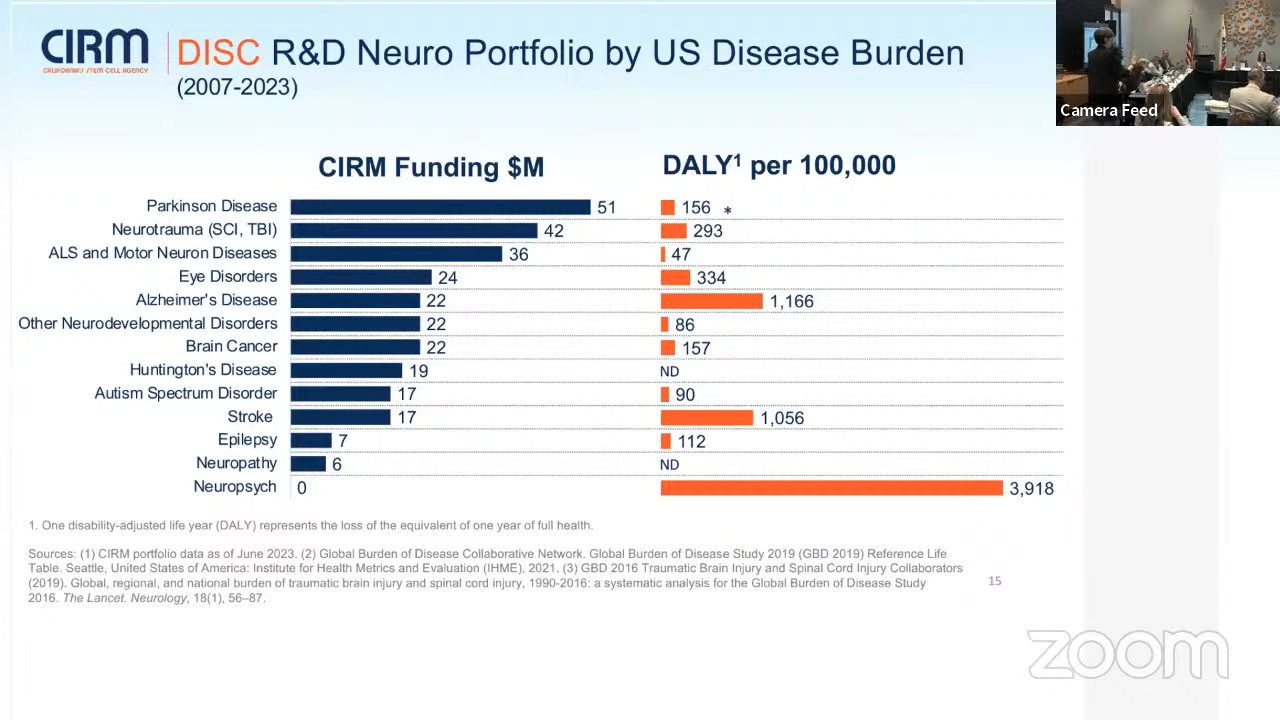 CIRM
CALIFORNIA'S STEM CELL AGENCY
DISC R&D Neuro Portfolio by US Disease Burden
(2007-2023)
Camera Feed
CIRM Funding $M
DALY¹ per 100,000
Parkinson Disease 51 156 *
Neurotrauma (SCI, TBI) 42 293
ALS and Motor Neuron Diseases 36 47
Eye Disorders 24 334
Alzheimer's Disease 22 1,166
Other Neurodevelopmental Disorders 22 86
Brain Cancer 22 157
Huntington's Disease 19 ND
Autism Spectrum Disorder 17 90
Stroke 17 1,056
Epilepsy 7 112
Neuropathy 6 ND
Neuropsych 0 3,918
1. One disability-adjusted life year (DALY) represents the loss of the equivalent of one year of full health.
Sources: (1) CIRM portfolio data as of June 2023. (2) Global Burden of Disease Collaborative Network. Global Burden of Disease Study 2019 (GBD 2019) Reference Life
Table. Seattle, United States of America: Institute for Health Metrics and Evaluation (IHME), 2021. (3) GBD 2016 Traumatic Brain Injury and Spinal Cord Injury Collaborators
(2019). Global, regional, and national burden of traumatic brain injury and spinal cord injury, 1990-2016: a systematic analysis for the Global Burden of Disease Study
2016. The Lancet. Neurology, 18(1), 56–87.
15
zoom